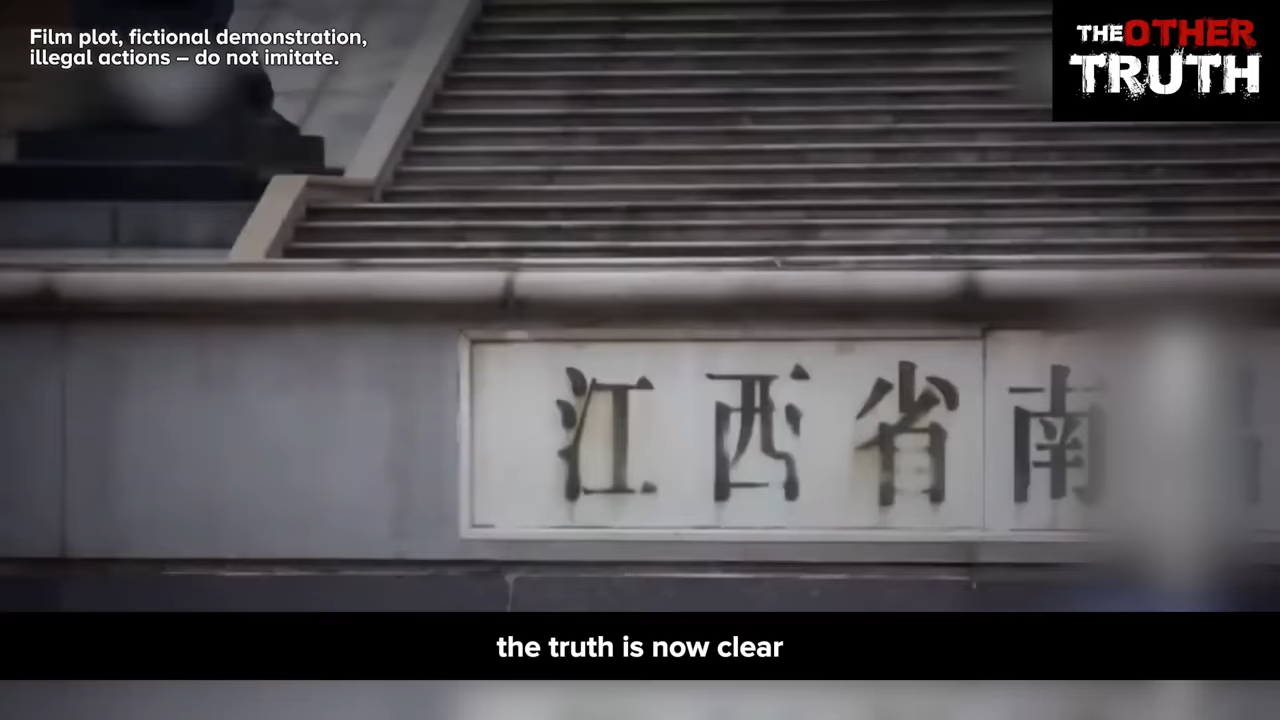 Film plot, fictional demonstration,
illegal actions – do not imitate.
THE OTHER
TRUTH
江西省南
the truth is now clear